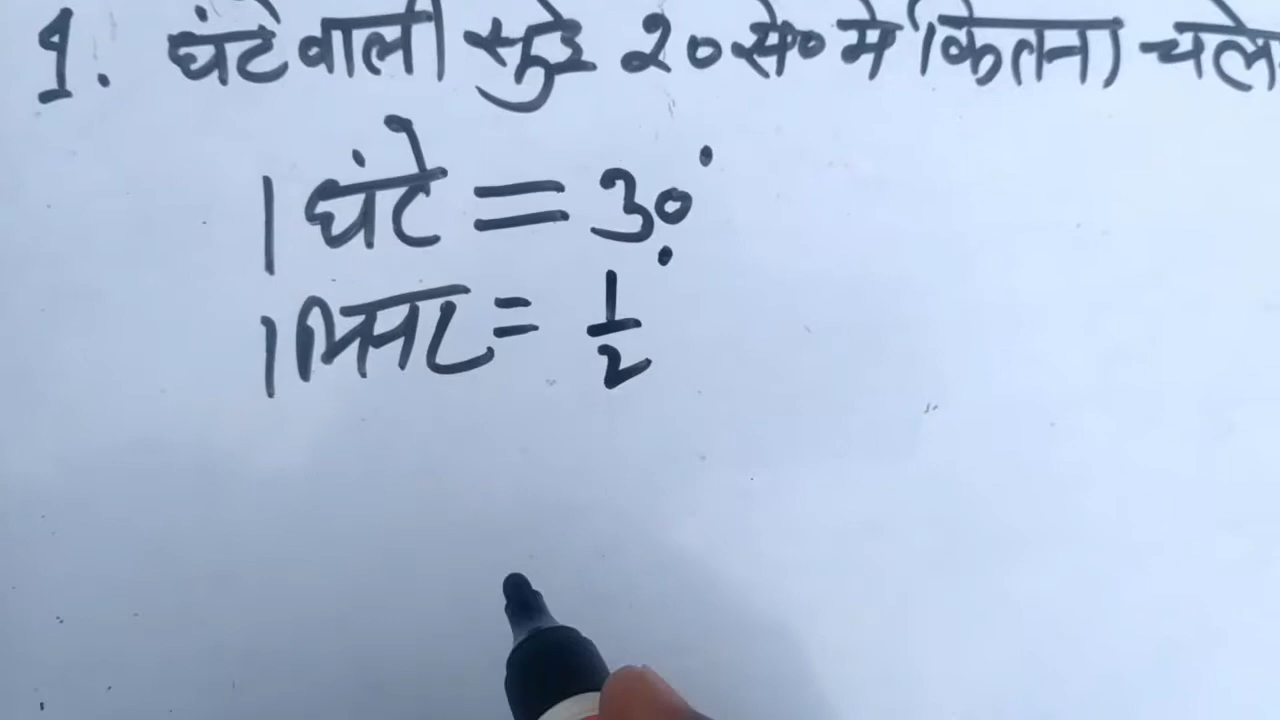 1. घंटे वाली सुई 20 से० में कितना चले
1 घंटे = 30°
1 मिनट = 1/2°